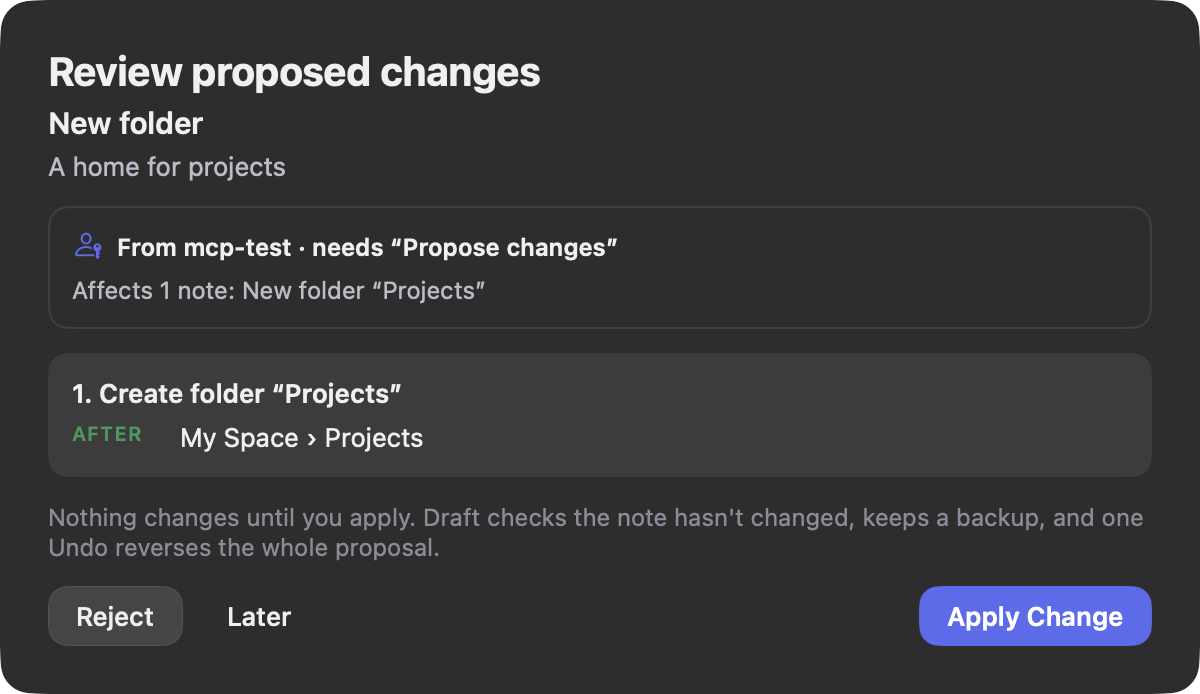 Review proposed changes
New folder
A home for projects
From mcp-test · needs “Propose changes”
Affects 1 note: New folder “Projects”
1. Create folder “Projects”
AFTER My Space › Projects
Nothing changes until you apply. Draft checks the note hasn't changed, keeps a backup, and one
Undo reverses the whole proposal.
Reject Later Apply Change